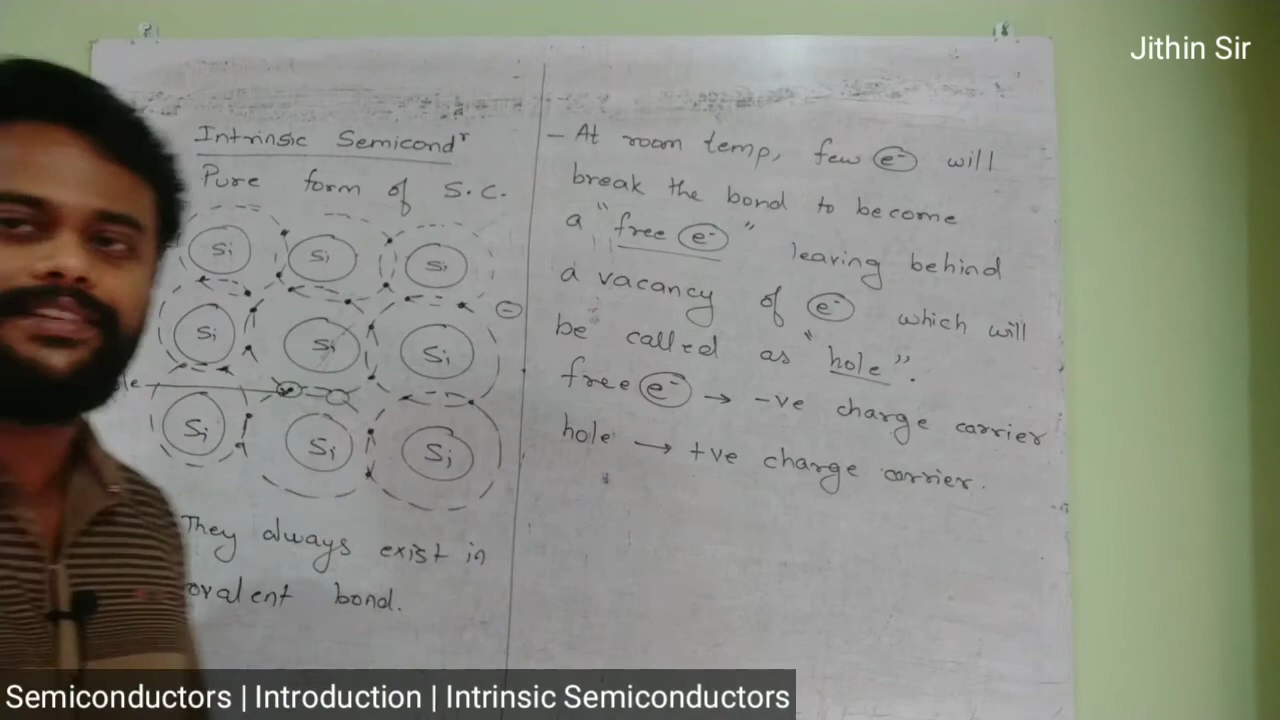 Jithin Sir
Intrinsic Semicondr
Pure form of S.C.
Si Si Si
Si Si Si
Si Si Si
They always exist in
ovalent bond.
– At room temp, few e- will
break the bond to become
a "free e-" leaving behind
a vacancy of e- which will
be called as "hole".
free e- → -ve charge carrier
hole → +ve charge carrier.
Semiconductors | Introduction | Intrinsic Semiconductors